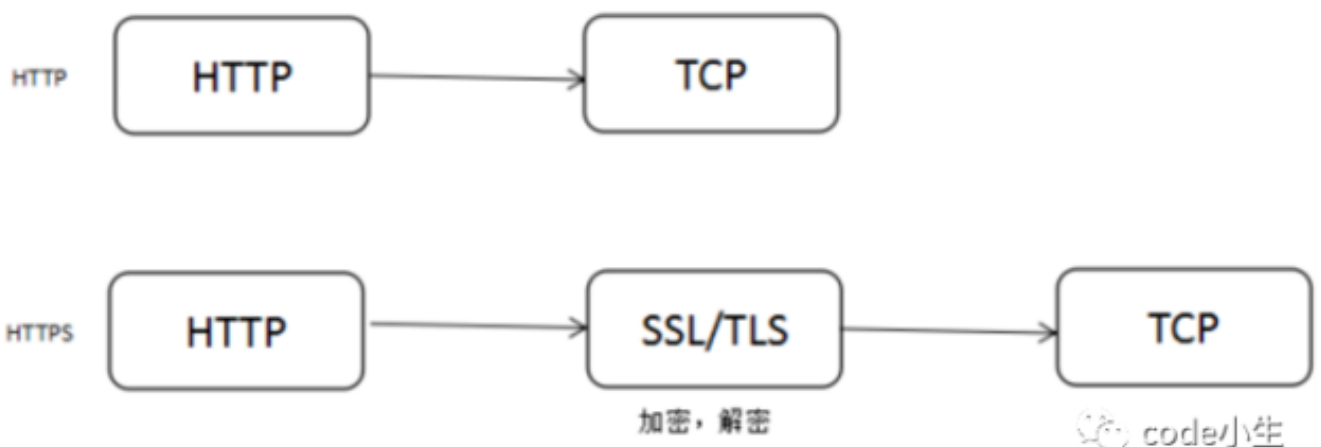 HTTP HTTP TCP
HTTPS HTTP SSL/TLS TCP
加密，解密
code小生